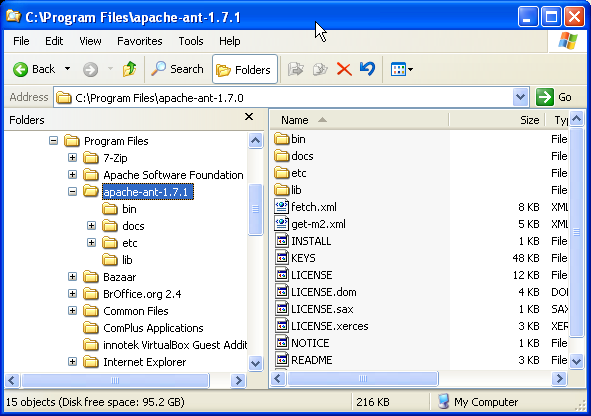 C:\Program Files\apache-ant-1.7.1
File Edit View Favorites Tools Help
Back Search Folders
Address C:\Program Files\apache-ant-1.7.0 Go
Folders
Program Files
7-Zip
Apache Software Foundation
apache-ant-1.7.1
bin
docs
etc
lib
Bazaar
BrOffice.org 2.4
Common Files
ComPlus Applications
innotek VirtualBox Guest Addit
Internet Explorer
Name Size Ty
bin File
docs File
etc File
lib File
fetch.xml 8 KB XML
get-m2.xml 5 KB XML
INSTALL 1 KB File
KEYS 48 KB File
LICENSE 12 KB File
LICENSE.dom 4 KB DO
LICENSE.sax 1 KB SAX
LICENSE.xerces 3 KB XER
NOTICE 1 KB File
README 3 KB File
15 objects (Disk free space: 95.2 GB) 216 KB My Computer